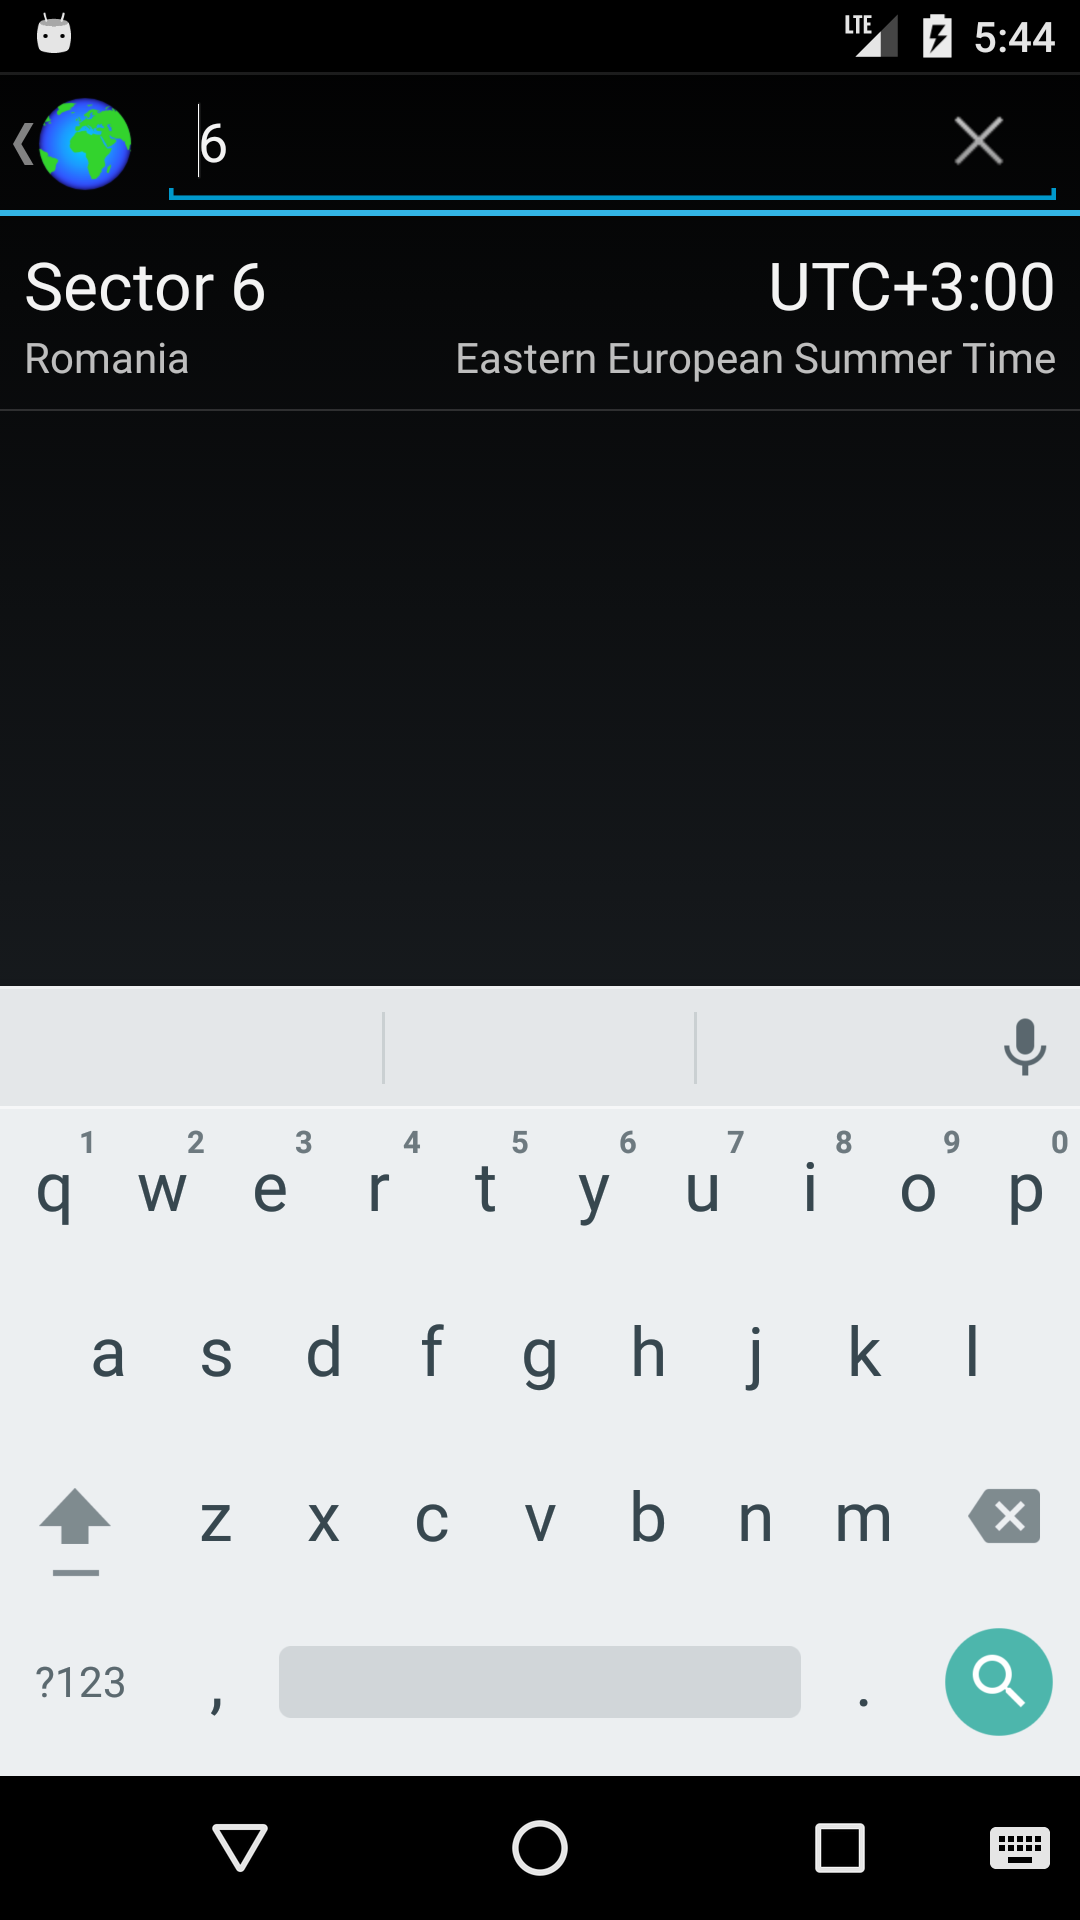 LTE 5:44
6
Sector 6 UTC+3:00
Romania Eastern European Summer Time
1 2 3 4 5 6 7 8 9 0
q w e r t y u i o p
a s d f g h j k l
z x c v b n m
?123 , .